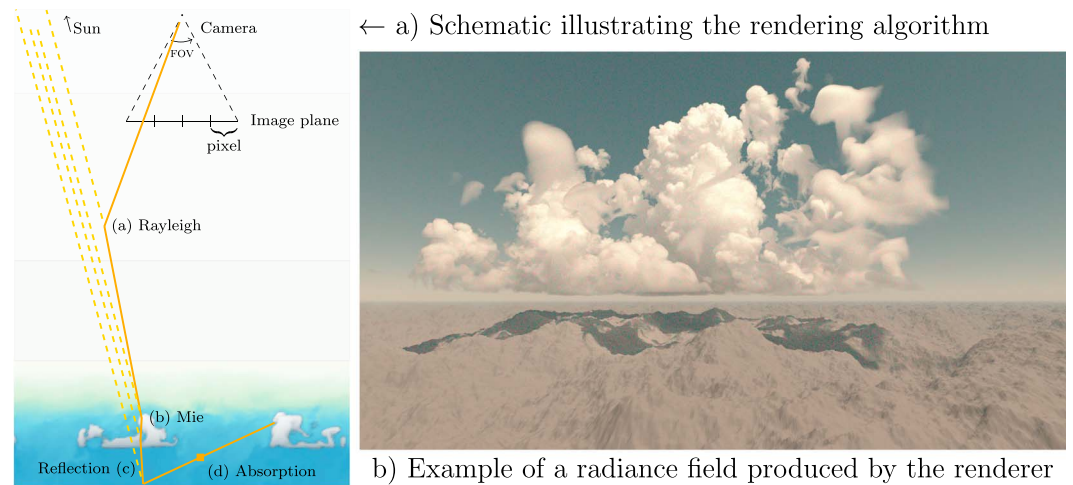 Sun
Camera
FOV
Image plane
pixel
(a) Rayleigh
(b) Mie
Reflection (c)
(d) Absorption
← a) Schematic illustrating the rendering algorithm
b) Example of a radiance field produced by the renderer